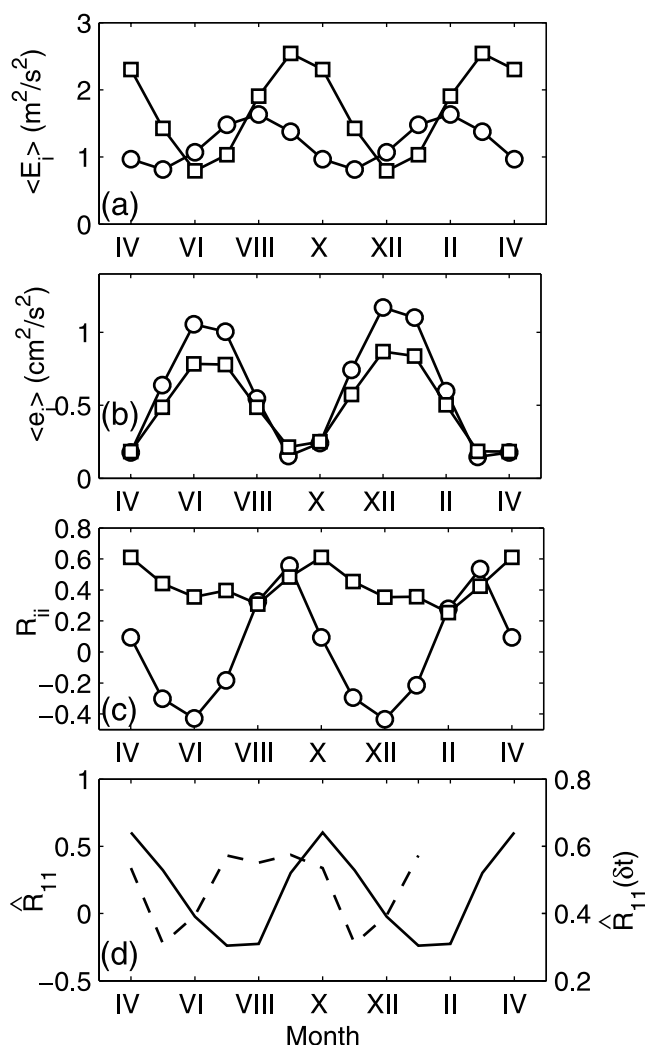 3
2
1
0
<E_i> (m²/s²)
(a)
IV VI VIII X XII II IV
1
0.5
0
<e_i> (cm²/s²)
(b)
IV VI VIII X XII II IV
0.8
0.6
0.4
0.2
0
−0.2
−0.4
R_ii
(c)
IV VI VIII X XII II IV
1
0.5
0
−0.5
R̂_11
(d)
0.8
0.6
0.4
0.2
R̂_11(δt)
IV VI VIII X XII II IV
Month